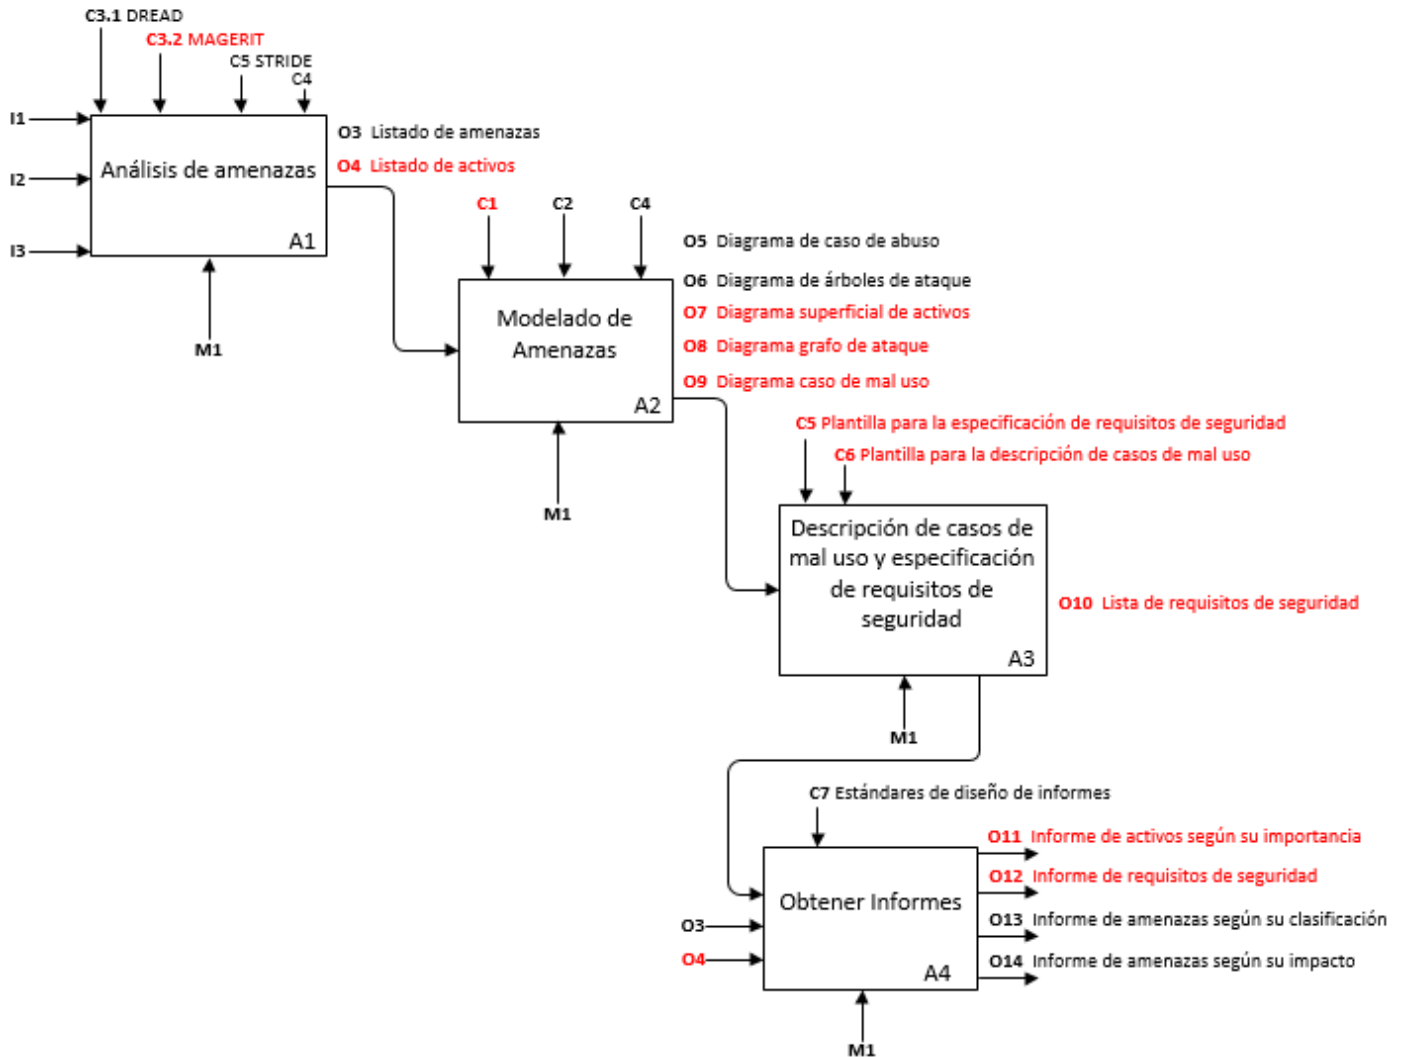 C3.1 DREAD
C3.2 MAGERIT
C5 STRIDE
C4
I1
I2
I3
Análisis de amenazas
A1
M1
O3 Listado de amenazas
O4 Listado de activos
C1
C2
C4
Modelado de
Amenazas
A2
M1
O5 Diagrama de caso de abuso
O6 Diagrama de árboles de ataque
O7 Diagrama superficial de activos
O8 Diagrama grafo de ataque
O9 Diagrama caso de mal uso
C5 Plantilla para la especificación de requisitos de seguridad
C6 Plantilla para la descripción de casos de mal uso
Descripción de casos de
mal uso y especificación
de requisitos de
seguridad
A3
M1
O10 Lista de requisitos de seguridad
C7 Estándares de diseño de informes
O3
O4
Obtener Informes
A4
M1
O11 Informe de activos según su importancia
O12 Informe de requisitos de seguridad
O13 Informe de amenazas según su clasificación
O14 Informe de amenazas según su impacto